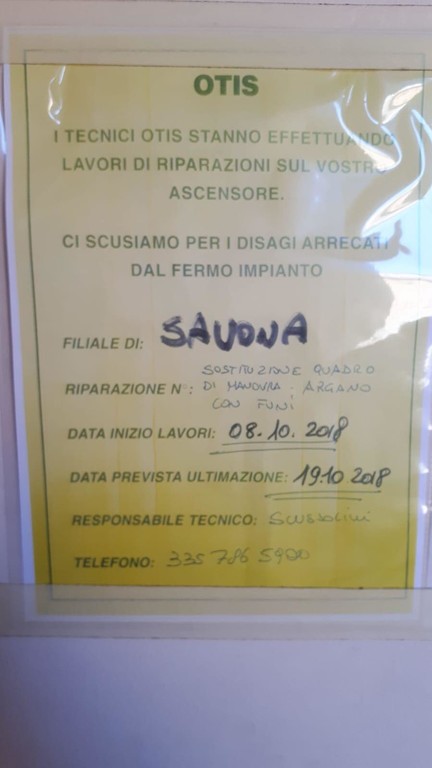 OTIS
I TECNICI OTIS STANNO EFFETTUANDO
LAVORI DI RIPARAZIONI SUL VOSTRO
ASCENSORE.
CI SCUSIAMO PER I DISAGI ARRECATI
DAL FERMO IMPIANTO
FILIALE DI: SAVONA
RIPARAZIONE N°: SOSTITUZIONE QUADRO
DI MANOVRA - ARGANO
CON FUNI
DATA INIZIO LAVORI: 08.10.2018
DATA PREVISTA ULTIMAZIONE: 19.10 2018
RESPONSABILE TECNICO: Scussolini
TELEFONO: 335 786 5900